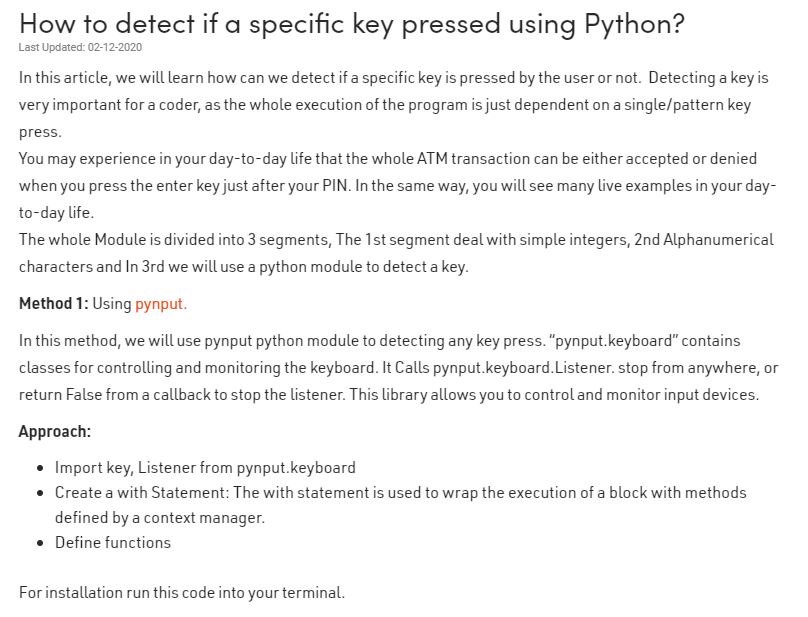 How to detect if a specific key pressed using Python?
Last Updated: 02-12-2020
In this article, we will learn how can we detect if a specific key is pressed by the user or not.  Detecting a key is
very important for a coder, as the whole execution of the program is just dependent on a single/pattern key
press.
You may experience in your day-to-day life that the whole ATM transaction can be either accepted or denied
when you press the enter key just after your PIN. In the same way, you will see many live examples in your day-
to-day life.
The whole Module is divided into 3 segments, The 1st segment deal with simple integers, 2nd Alphanumerical
characters and In 3rd we will use a python module to detect a key.
Method 1: Using pynput.
In this method, we will use pynput python module to detecting any key press. “pynput.keyboard” contains
classes for controlling and monitoring the keyboard. It Calls pynput.keyboard.Listener. stop from anywhere, or
return False from a callback to stop the listener. This library allows you to control and monitor input devices.
Approach:
• Import key, Listener from pynput.keyboard
• Create a with Statement: The with statement is used to wrap the execution of a block with methods
defined by a context manager.
• Define functions
For installation run this code into your terminal.